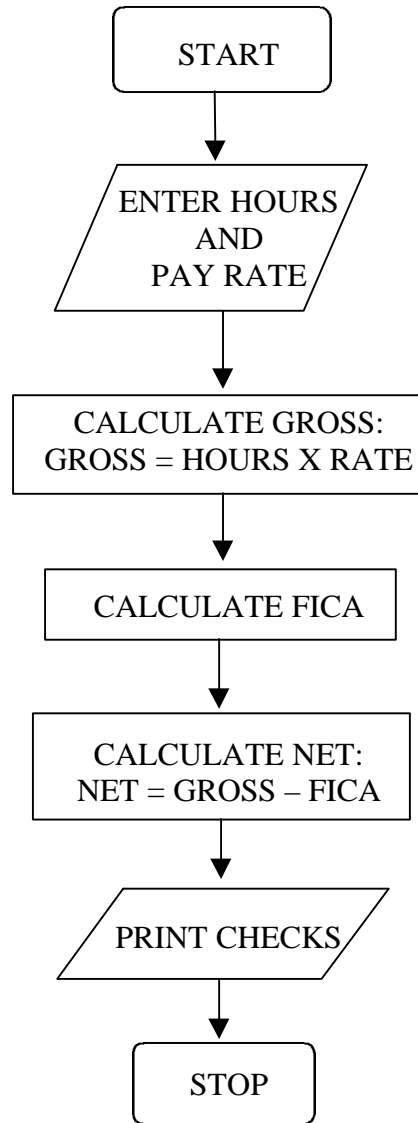 START
ENTER HOURS
AND
PAY RATE
CALCULATE GROSS:
GROSS = HOURS X RATE
CALCULATE FICA
CALCULATE NET:
NET = GROSS – FICA
PRINT CHECKS
STOP